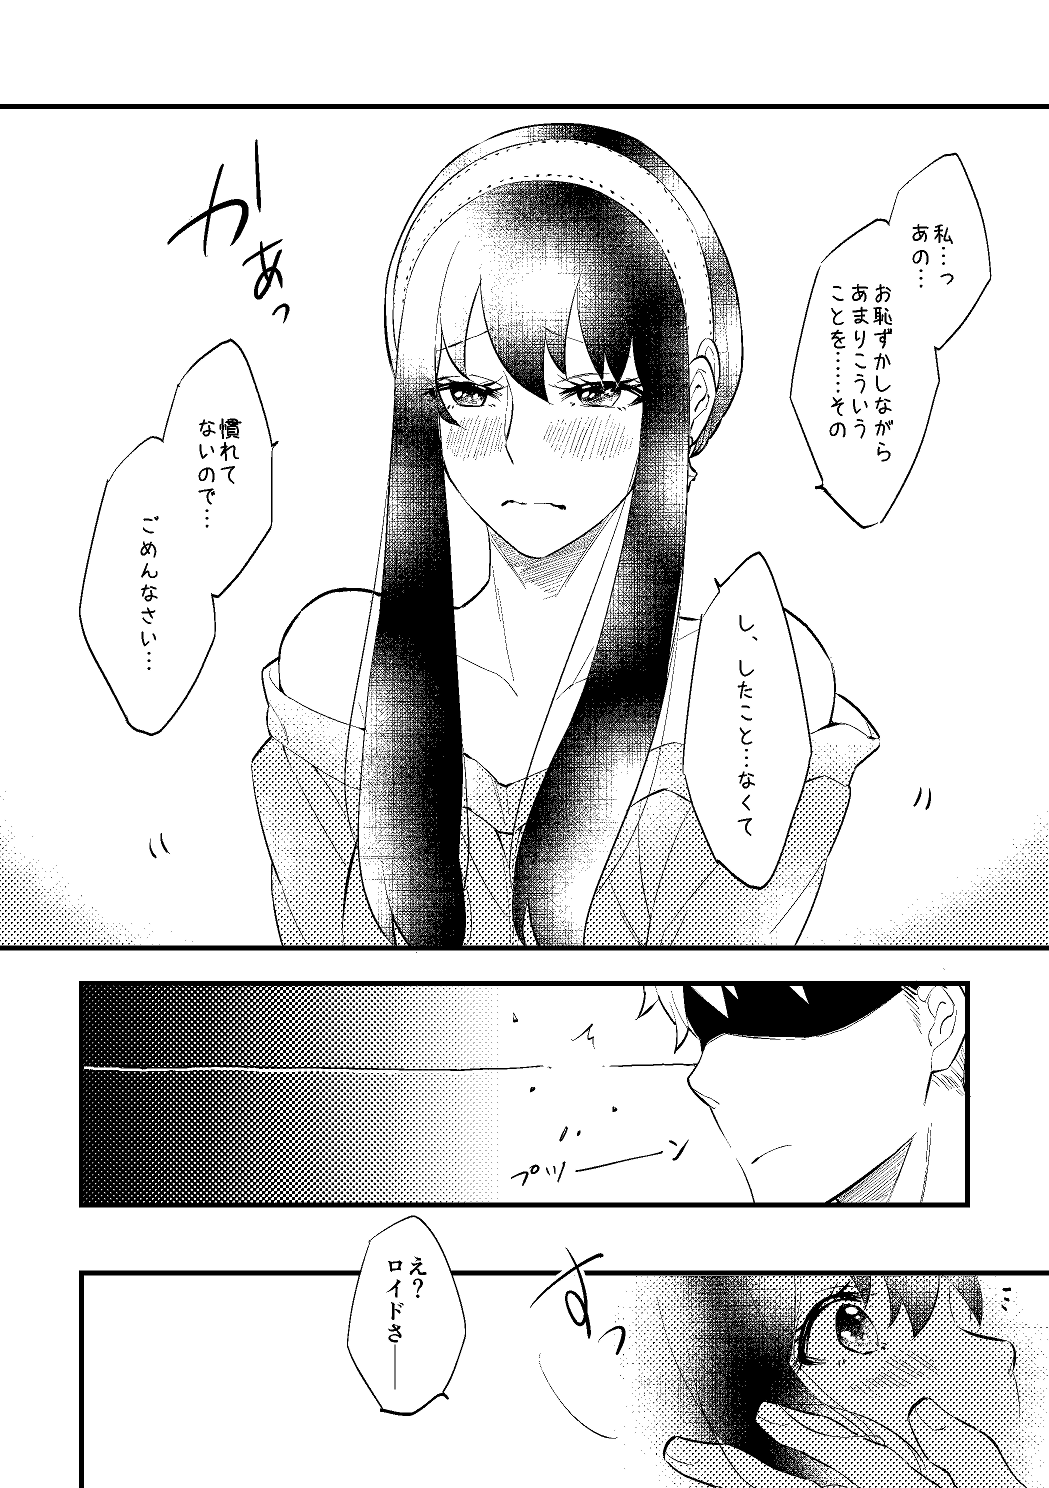 私…っ
あの…
お恥ずかしながら
あまりこういう
ことを……その
し、したこと…なくて
かあっ
慣れて
ないので…
ごめんなさい…
プツーーン
すっ
え？
ロイドさ――